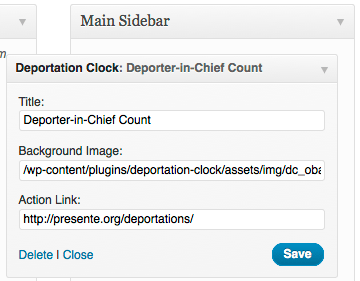 Main Sidebar
Deportation Clock: Deporter-in-Chief Count
Title:
Deporter-in-Chief Count
Background Image:
/wp-content/plugins/deportation-clock/assets/img/dc_oba
Action Link:
http://presente.org/deportations/
Delete | Close
Save